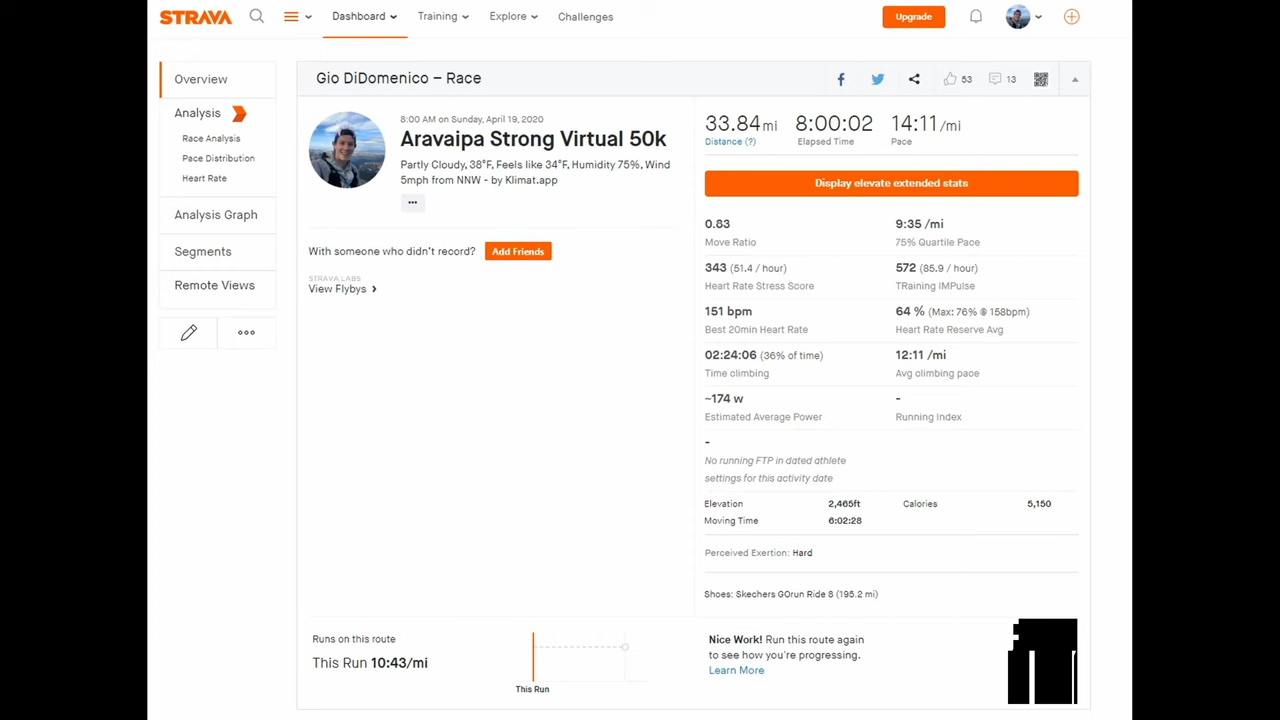 STRAVA
Dashboard
Training
Explore
Challenges
Upgrade
Overview
Analysis
Race Analysis
Pace Distribution
Heart Rate
Analysis Graph
Segments
Remote Views
Gio DiDomenico – Race
53
13
8:00 AM on Sunday, April 19, 2020
Aravaipa Strong Virtual 50k
Partly Cloudy, 38°F, Feels like 34°F, Humidity 75%, Wind
5mph from NNW - by Klimat.app
With someone who didn't record?
Add Friends
STRAVA LABS
View Flybys
33.84mi 8:00:02 14:11/mi
Distance (?) Elapsed Time Pace
Display elevate extended stats
0.83 9:35 /mi
Move Ratio 75% Quartile Pace
343 (51.4 / hour) 572 (85.9 / hour)
Heart Rate Stress Score TRaining IMPulse
151 bpm 64 % (Max: 76% @ 158bpm)
Best 20min Heart Rate Heart Rate Reserve Avg
02:24:06 (36% of time) 12:11 /mi
Time climbing Avg climbing pace
~174 w -
Estimated Average Power Running Index
-
No running FTP in dated athlete
settings for this activity date
Elevation 2,465ft Calories 5,150
Moving Time 6:02:28
Perceived Exertion: Hard
Shoes: Skechers GOrun Ride 8 (195.2 mi)
Runs on this route
This Run 10:43/mi
This Run
Nice Work! Run this route again
to see how you're progressing.
Learn More